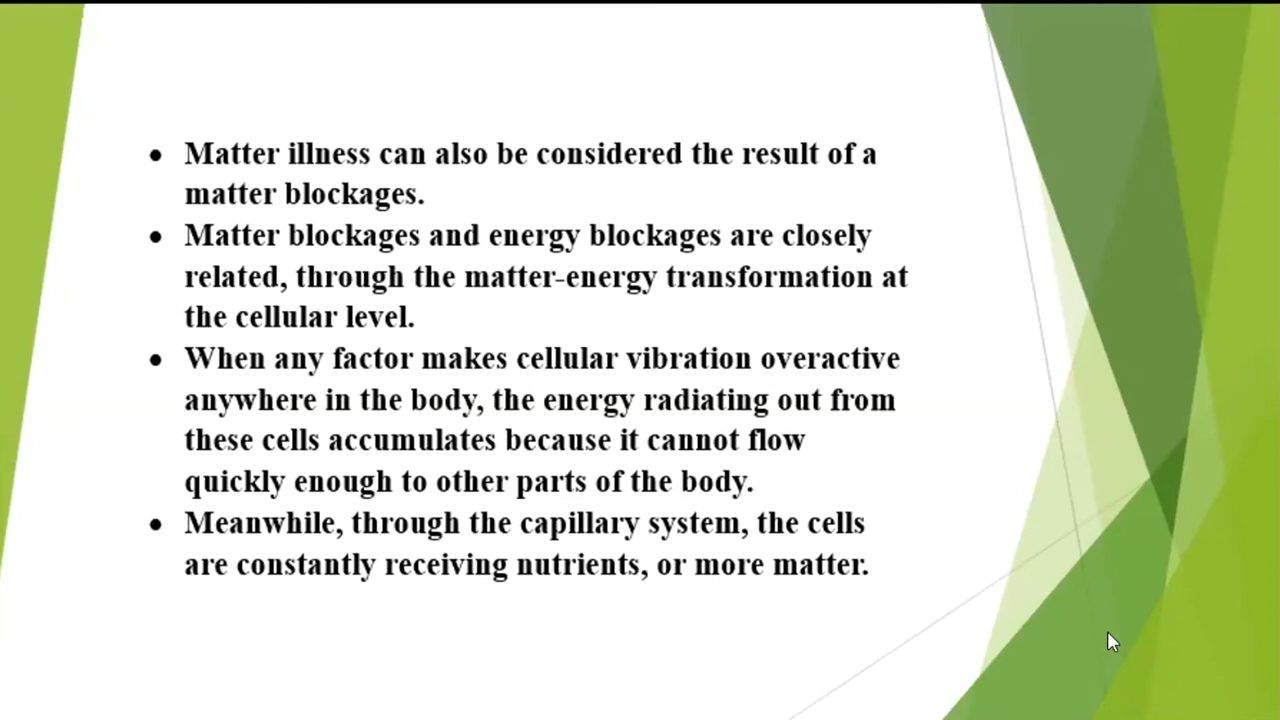 • Matter illness can also be considered the result of a
matter blockages.
• Matter blockages and energy blockages are closely
related, through the matter-energy transformation at
the cellular level.
• When any factor makes cellular vibration overactive
anywhere in the body, the energy radiating out from
these cells accumulates because it cannot flow
quickly enough to other parts of the body.
• Meanwhile, through the capillary system, the cells
are constantly receiving nutrients, or more matter.